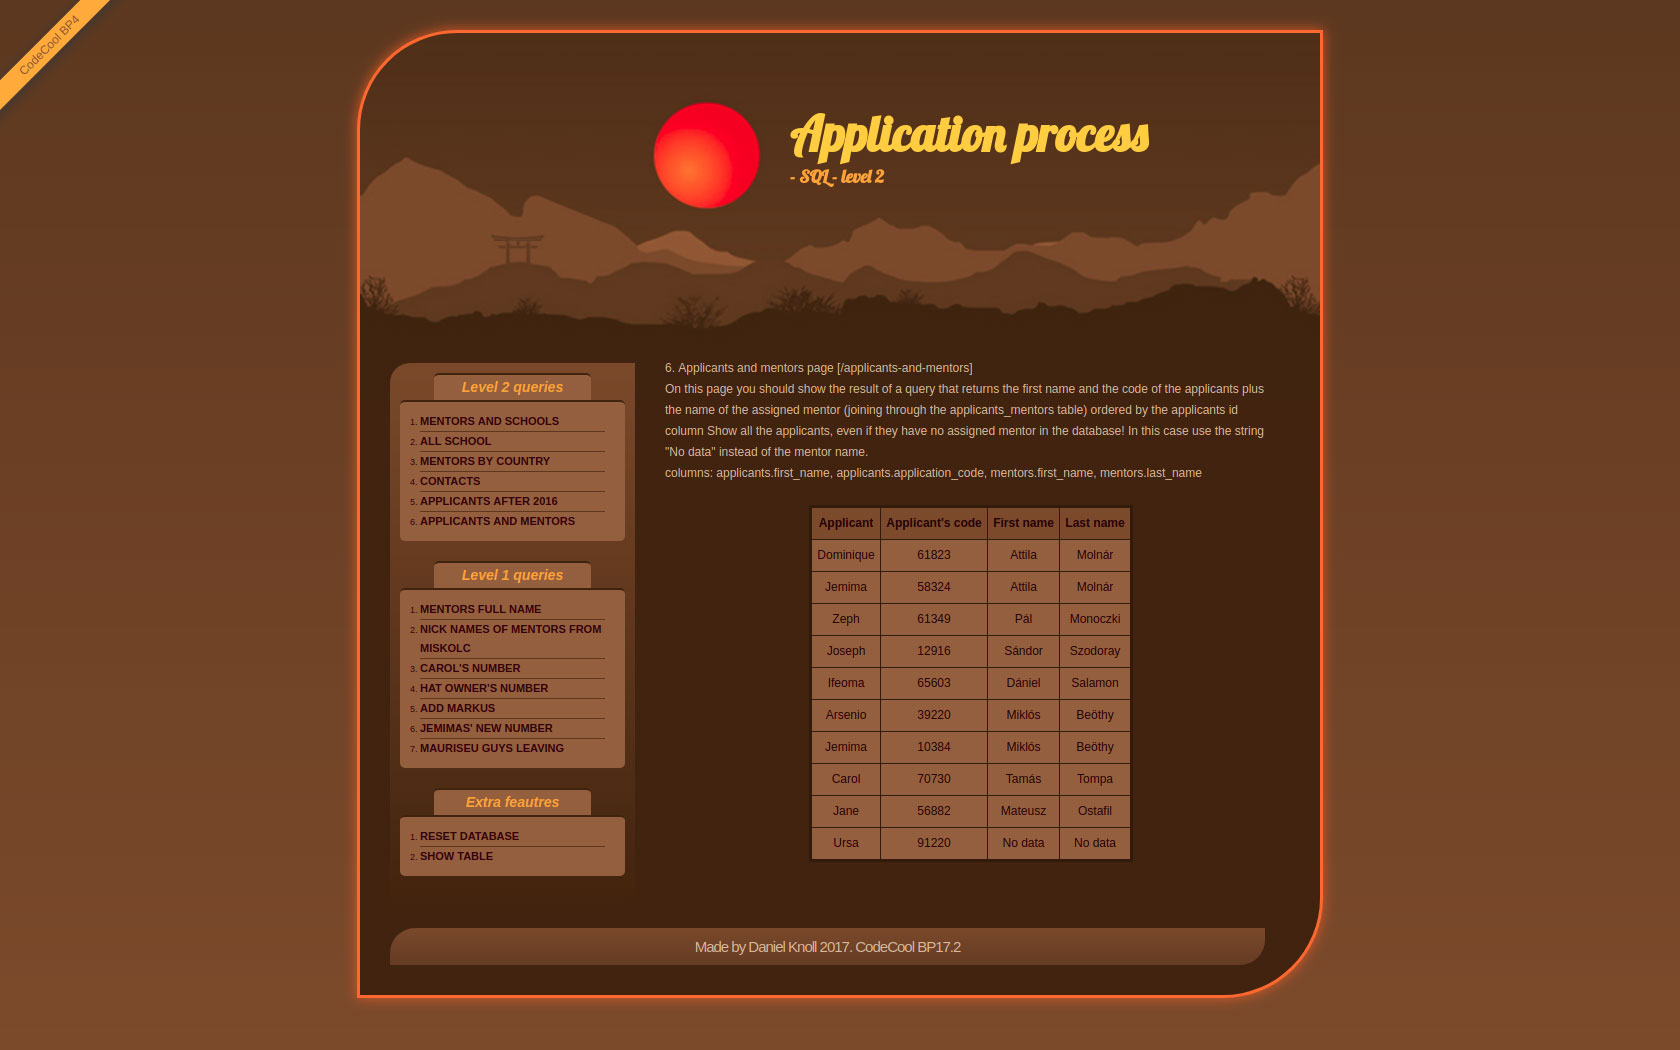 CodeCool BP4
Application process
- SQL - level 2
Level 2 queries
1. MENTORS AND SCHOOLS
2. ALL SCHOOL
3. MENTORS BY COUNTRY
4. CONTACTS
5. APPLICANTS AFTER 2016
6. APPLICANTS AND MENTORS
Level 1 queries
1. MENTORS FULL NAME
2. NICK NAMES OF MENTORS FROM
MISKOLC
3. CAROL'S NUMBER
4. HAT OWNER'S NUMBER
5. ADD MARKUS
6. JEMIMAS' NEW NUMBER
7. MAURISEU GUYS LEAVING
Extra feautres
1. RESET DATABASE
2. SHOW TABLE
6. Applicants and mentors page [/applicants-and-mentors]
On this page you should show the result of a query that returns the first name and the code of the applicants plus
the name of the assigned mentor (joining through the applicants_mentors table) ordered by the applicants id
column Show all the applicants, even if they have no assigned mentor in the database! In this case use the string
"No data" instead of the mentor name.
columns: applicants.first_name, applicants.application_code, mentors.first_name, mentors.last_name
Applicant Applicant's code First name Last name
Dominique 61823 Attila Molnár
Jemima 58324 Attila Molnár
Zeph 61349 Pál Monoczki
Joseph 12916 Sándor Szodoray
Ifeoma 65603 Dániel Salamon
Arsenio 39220 Miklós Beöthy
Jemima 10384 Miklós Beöthy
Carol 70730 Tamás Tompa
Jane 56882 Mateusz Ostafil
Ursa 91220 No data No data
Made by Daniel Knoll 2017. CodeCool BP17.2